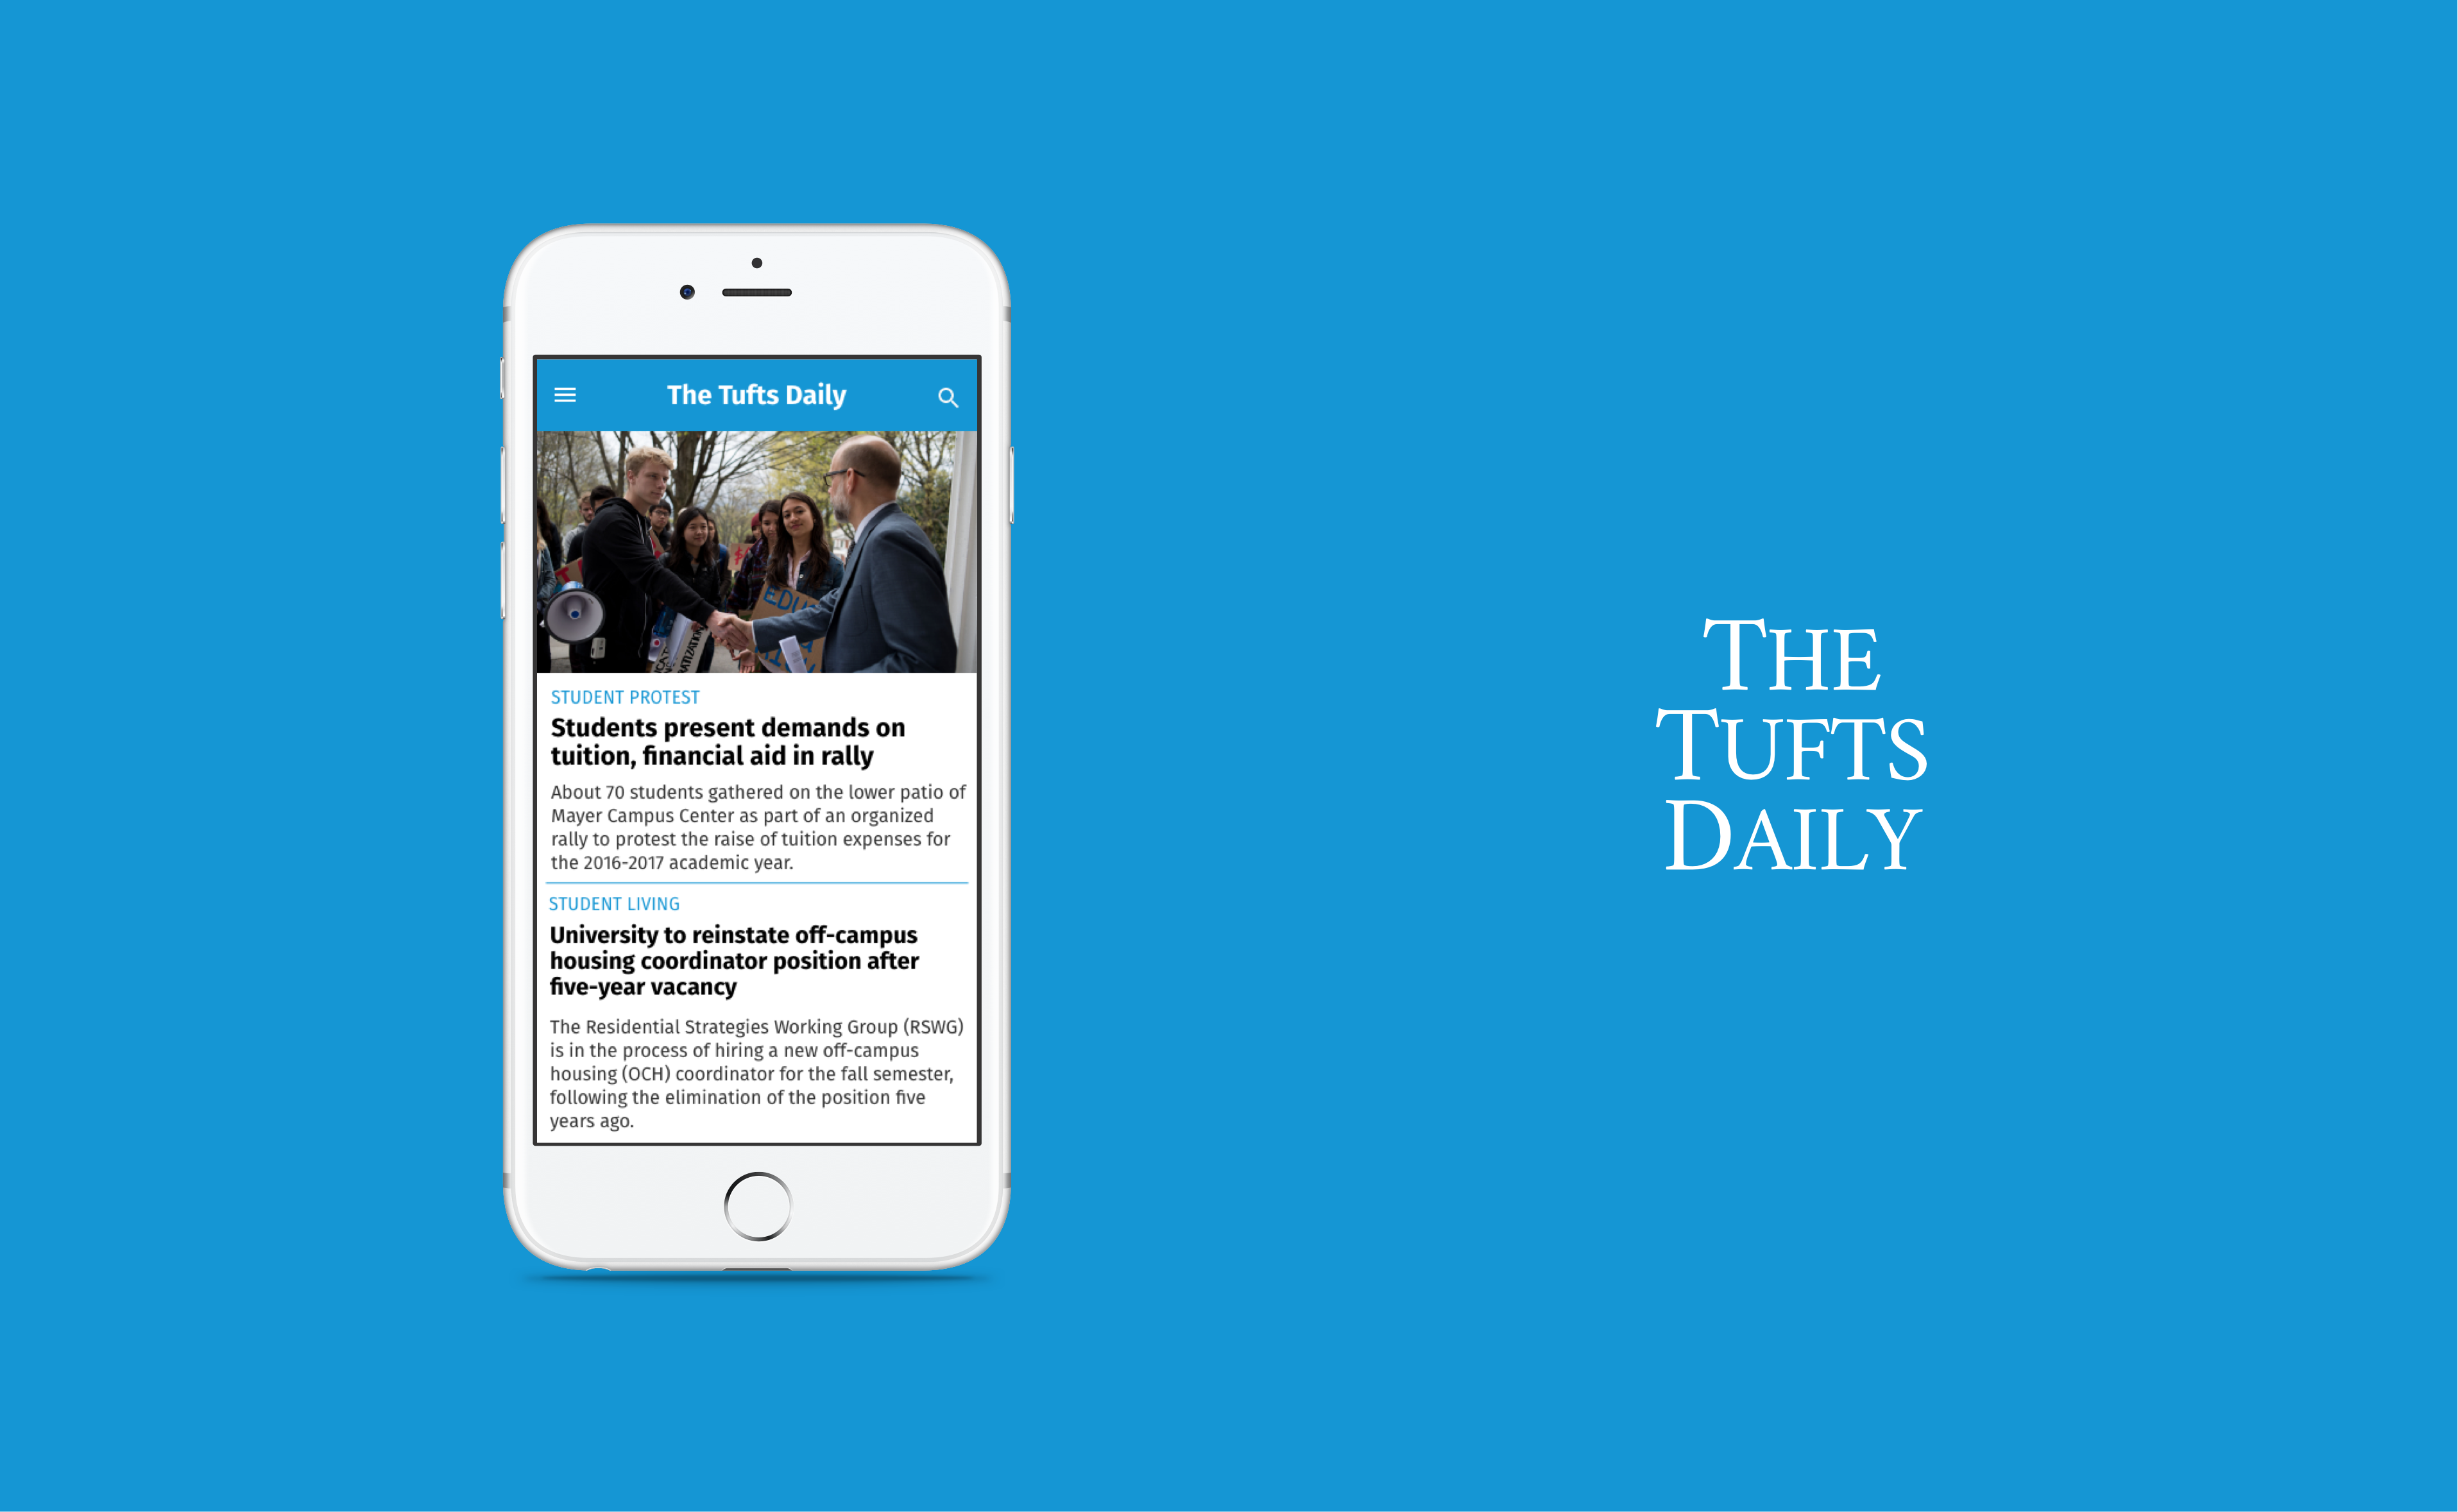 The Tufts Daily
EDU
STUDENT PROTEST
Students present demands on
tuition, financial aid in rally
About 70 students gathered on the lower patio of
Mayer Campus Center as part of an organized
rally to protest the raise of tuition expenses for
the 2016-2017 academic year.
STUDENT LIVING
University to reinstate off-campus
housing coordinator position after
five-year vacancy
The Residential Strategies Working Group (RSWG)
is in the process of hiring a new off-campus
housing (OCH) coordinator for the fall semester,
following the elimination of the position five
years ago.
THE
TUFTS
DAILY